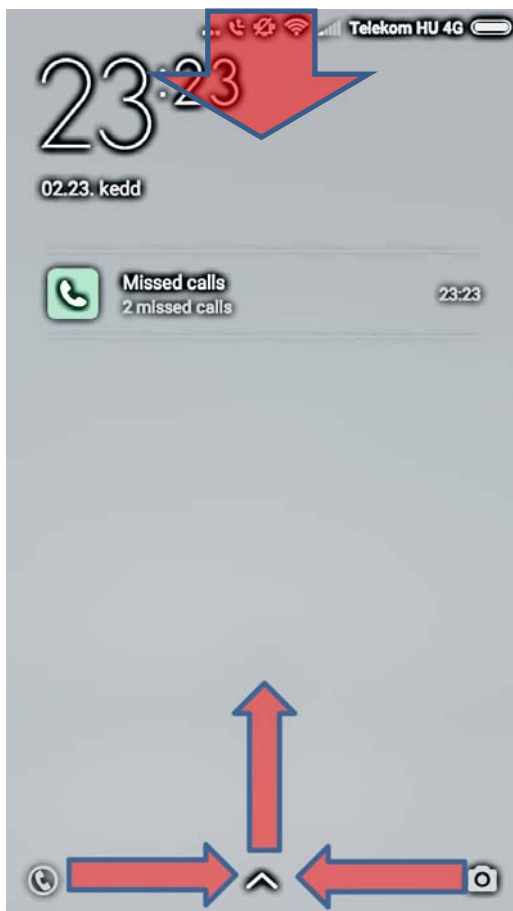 ... Telekom HU 4G
23:23
02.23. kedd
Missed calls
2 missed calls
23:23